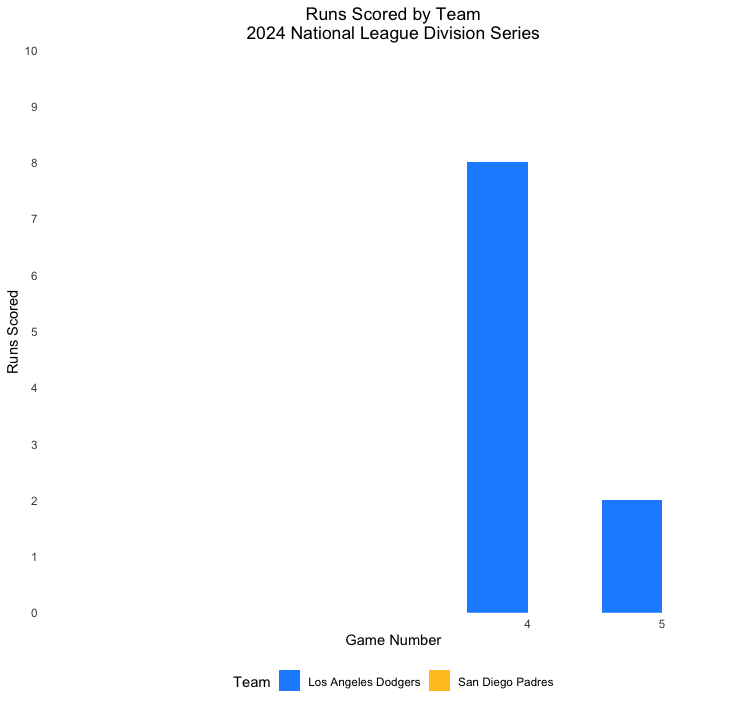 Runs Scored by Team
2024 National League Division Series
10
9
8
7
6
5
4
3
2
1
0
Runs Scored
4 5
Game Number
Team Los Angeles Dodgers San Diego Padres